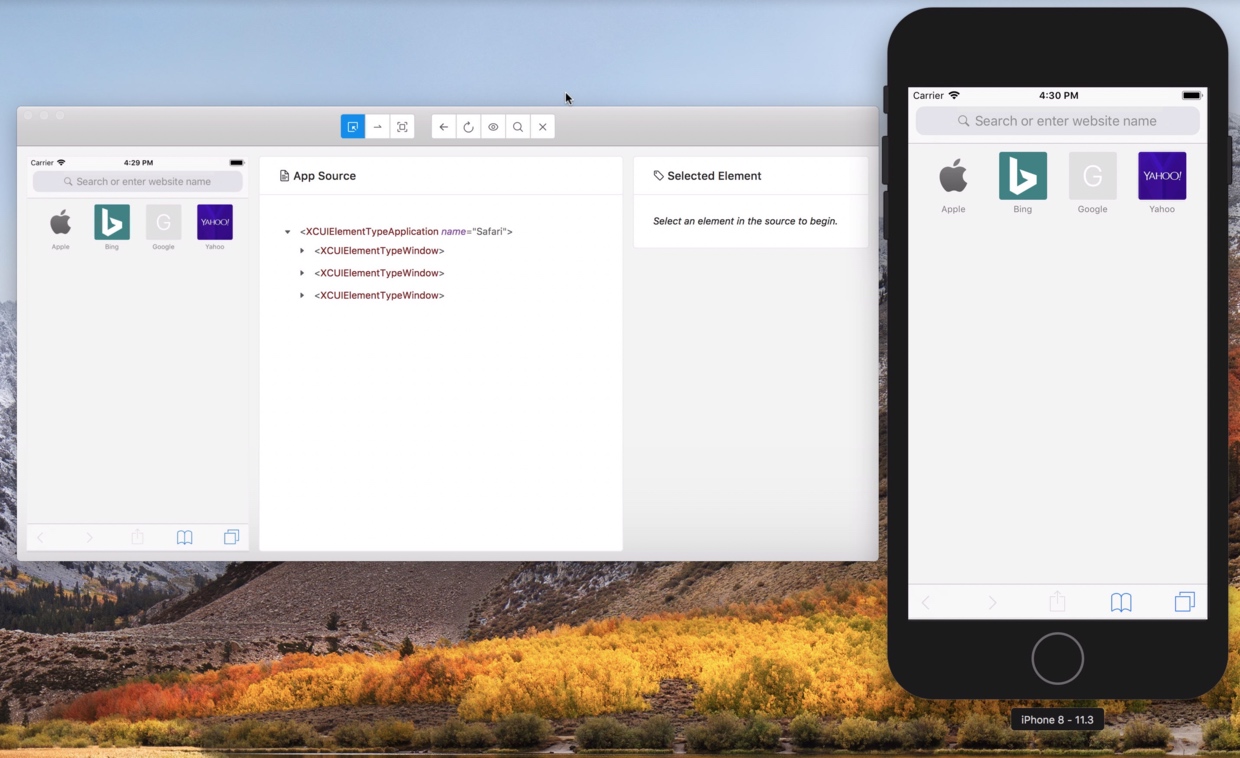 Carrier 4:29 PM
Search or enter website name
G
YAHOO!
Apple Bing Google Yahoo
App Source
<XCUIElementTypeApplication name="Safari">
<XCUIElementTypeWindow>
<XCUIElementTypeWindow>
<XCUIElementTypeWindow>
Selected Element
Select an element in the source to begin.
Carrier 4:30 PM
Search or enter website name
G
YAHOO!
Apple Bing Google Yahoo
iPhone 8 - 11.3